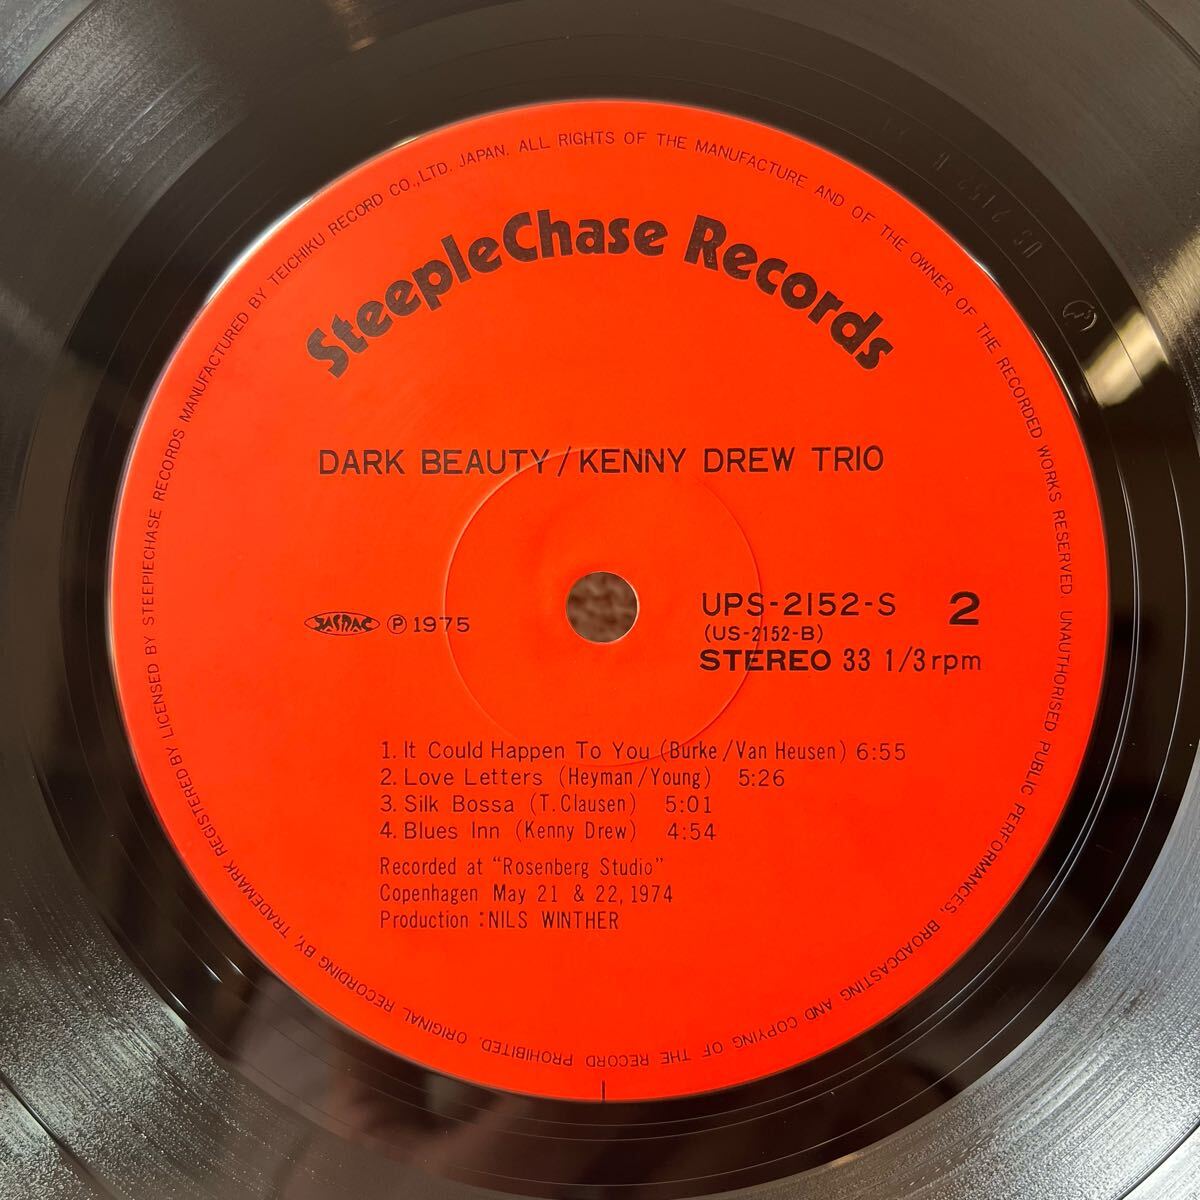 SteepleChase Records
DARK BEAUTY/KENNY DREW TRIO
JASRAC ℗ 1975
UPS-2152-S 2
(US-2152-B)
STEREO 33 1/3 rpm
1. It Could Happen To You (Burke/Van Heusen) 6:55
2. Love Letters (Heyman/Young) 5:26
3. Silk Bossa (T. Clausen) 5:01
4. Blues Inn (Kenny Drew) 4:54
Recorded at “Rosenberg Studio”
Copenhagen May 21 & 22, 1974
Production : NILS WINTHER
ORIGINAL RECORDING BY, TRADEMARK REGISTERED BY LICENSED BY STEEPIECHASE RECORDS MANUFACTURED BY TEICHIKU RECORD CO., LTD. JAPAN. ALL RIGHTS OF THE MANUFACTURE AND OF THE OWNER OF THE RECORDED WORKS RESERVED. UNAUTHORISED PUBLIC PERFORMANCES, BROADCASTING AND COPYING OF THE RECORD PROHIBITED.
US 2152 B